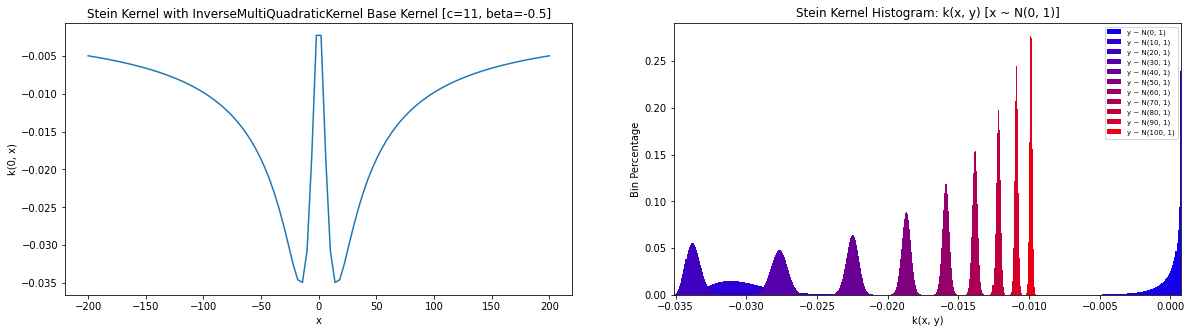 Stein Kernel with InverseMultiQuadraticKernel Base Kernel [c=11, beta=-0.5]
−0.005
−0.010
−0.015
−0.020
−0.025
−0.030
−0.035
k(0, x)
−200
−150
−100
−50
0
50
100
150
200
x
Stein Kernel Histogram: k(x, y) [x ~ N(0, 1)]
0.25
0.20
0.15
0.10
0.05
0.00
Bin Percentage
y ~ N(0, 1)
y ~ N(10, 1)
y ~ N(20, 1)
y ~ N(30, 1)
y ~ N(40, 1)
y ~ N(50, 1)
y ~ N(60, 1)
y ~ N(70, 1)
y ~ N(80, 1)
y ~ N(90, 1)
y ~ N(100, 1)
−0.035
−0.030
−0.025
−0.020
−0.015
−0.010
−0.005
0.000
k(x, y)